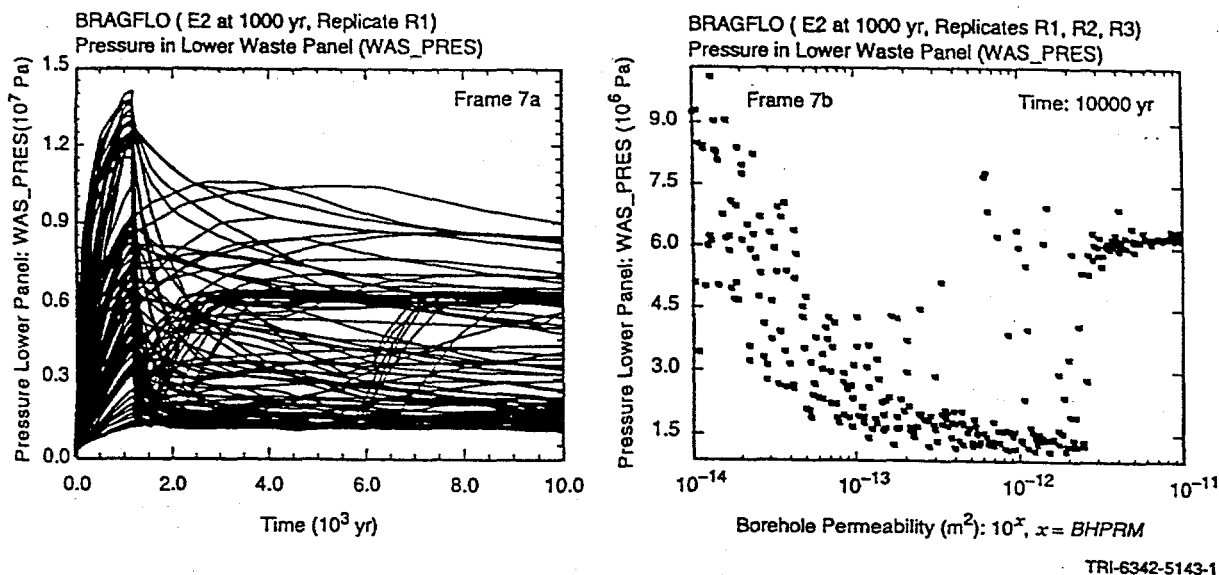 BRAGFLO ( E2 at 1000 yr, Replicate R1)
Pressure in Lower Waste Panel (WAS_PRES)
Pressure Lower Panel: WAS_PRES(10⁷ Pa)
1.5
1.2
0.9
0.6
0.3
0.0
Frame 7a
0.0 2.0 4.0 6.0 8.0 10.0
Time (10³ yr)
BRAGFLO ( E2 at 1000 yr, Replicates R1, R2, R3)
Pressure in Lower Waste Panel (WAS_PRES)
Pressure Lower Panel: WAS_PRES (10⁶ Pa)
9.0
7.5
6.0
4.5
3.0
1.5
Frame 7b Time: 10000 yr
10⁻¹⁴ 10⁻¹³ 10⁻¹² 10⁻¹¹
Borehole Permeability (m²): 10ˣ, x = BHPRM
TRI-6342-5143-1